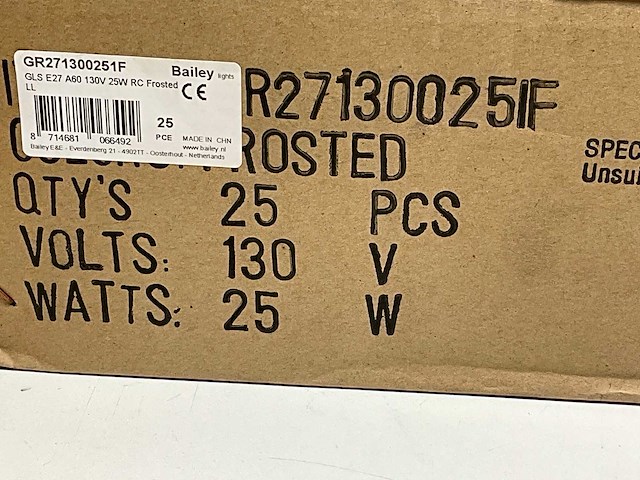 GR271300251F
Bailey lights
GLS E27 A60 130V 25W RC Frosted
LL
CE
8 714681 066492
25
PCE
MADE IN CHN
www.bailey.nl
Bailey E&E - Everdenberg 21 - 4902TT - Oosterhout - Netherlands
R271300251F
ROSTED
QTY'S 25 PCS
VOLTS: 130 V
WATTS: 25 W
SPEC
Unsui